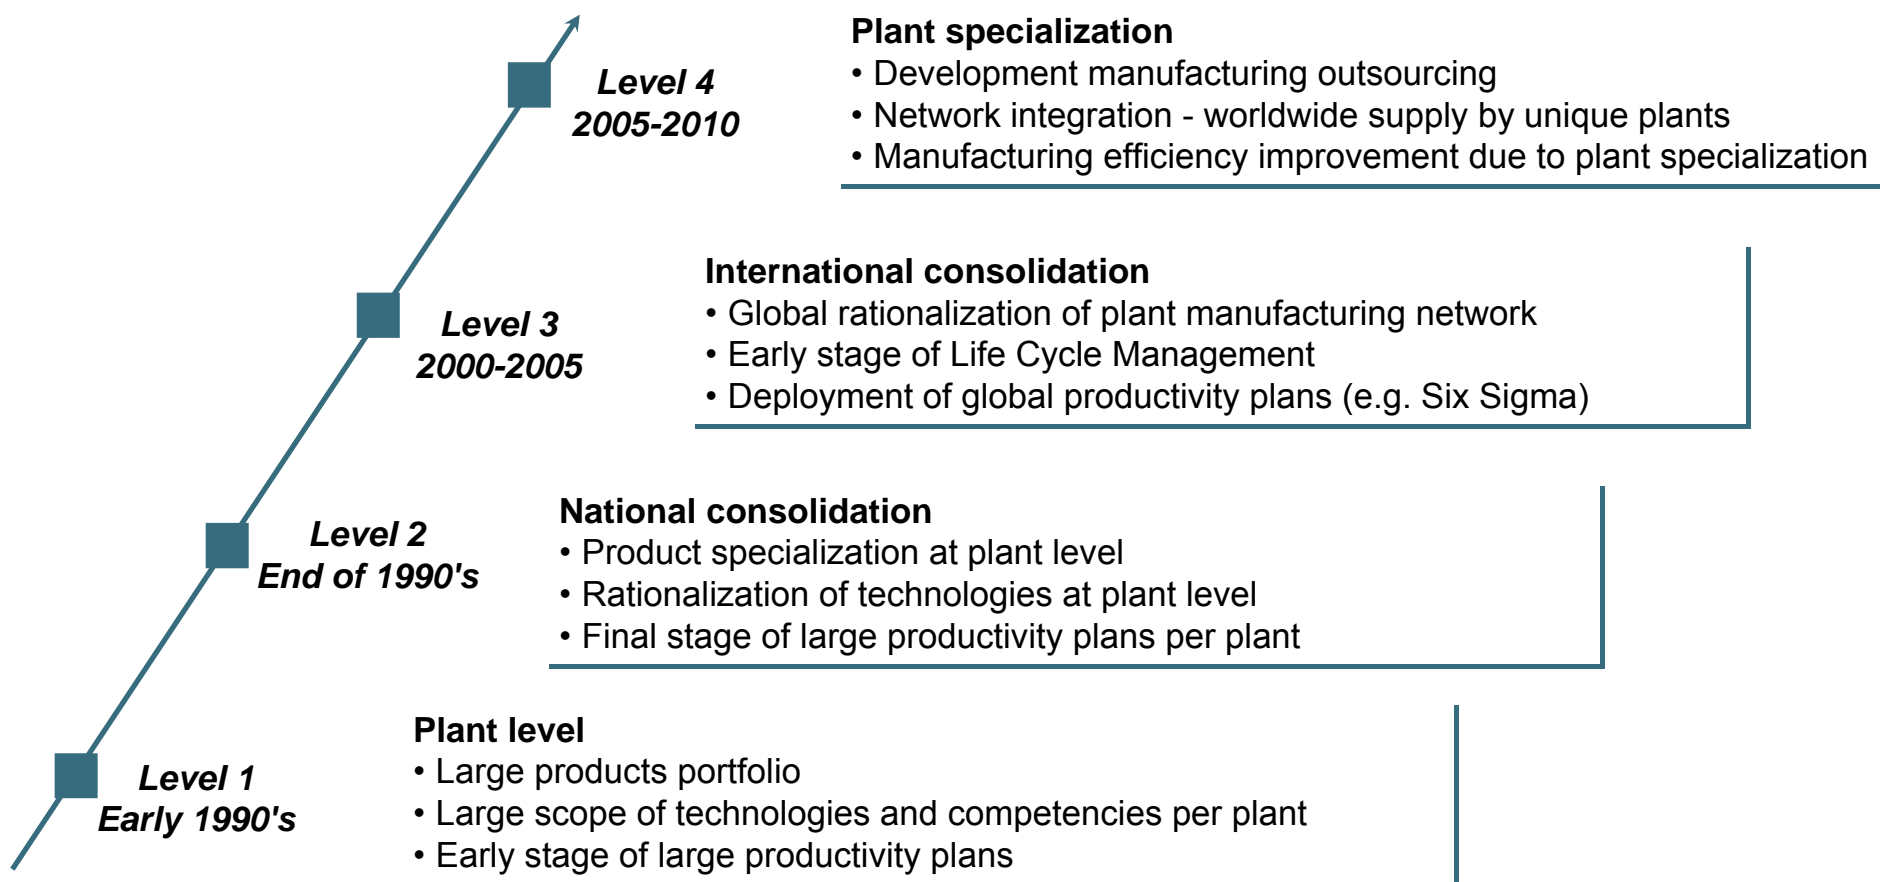 Plant specialization
Level 4
2005-2010
• Development manufacturing outsourcing
• Network integration - worldwide supply by unique plants
• Manufacturing efficiency improvement due to plant specialization
International consolidation
Level 3
2000-2005
• Global rationalization of plant manufacturing network
• Early stage of Life Cycle Management
• Deployment of global productivity plans (e.g. Six Sigma)
National consolidation
Level 2
End of 1990's
• Product specialization at plant level
• Rationalization of technologies at plant level
• Final stage of large productivity plans per plant
Plant level
Level 1
Early 1990's
• Large products portfolio
• Large scope of technologies and competencies per plant
• Early stage of large productivity plans